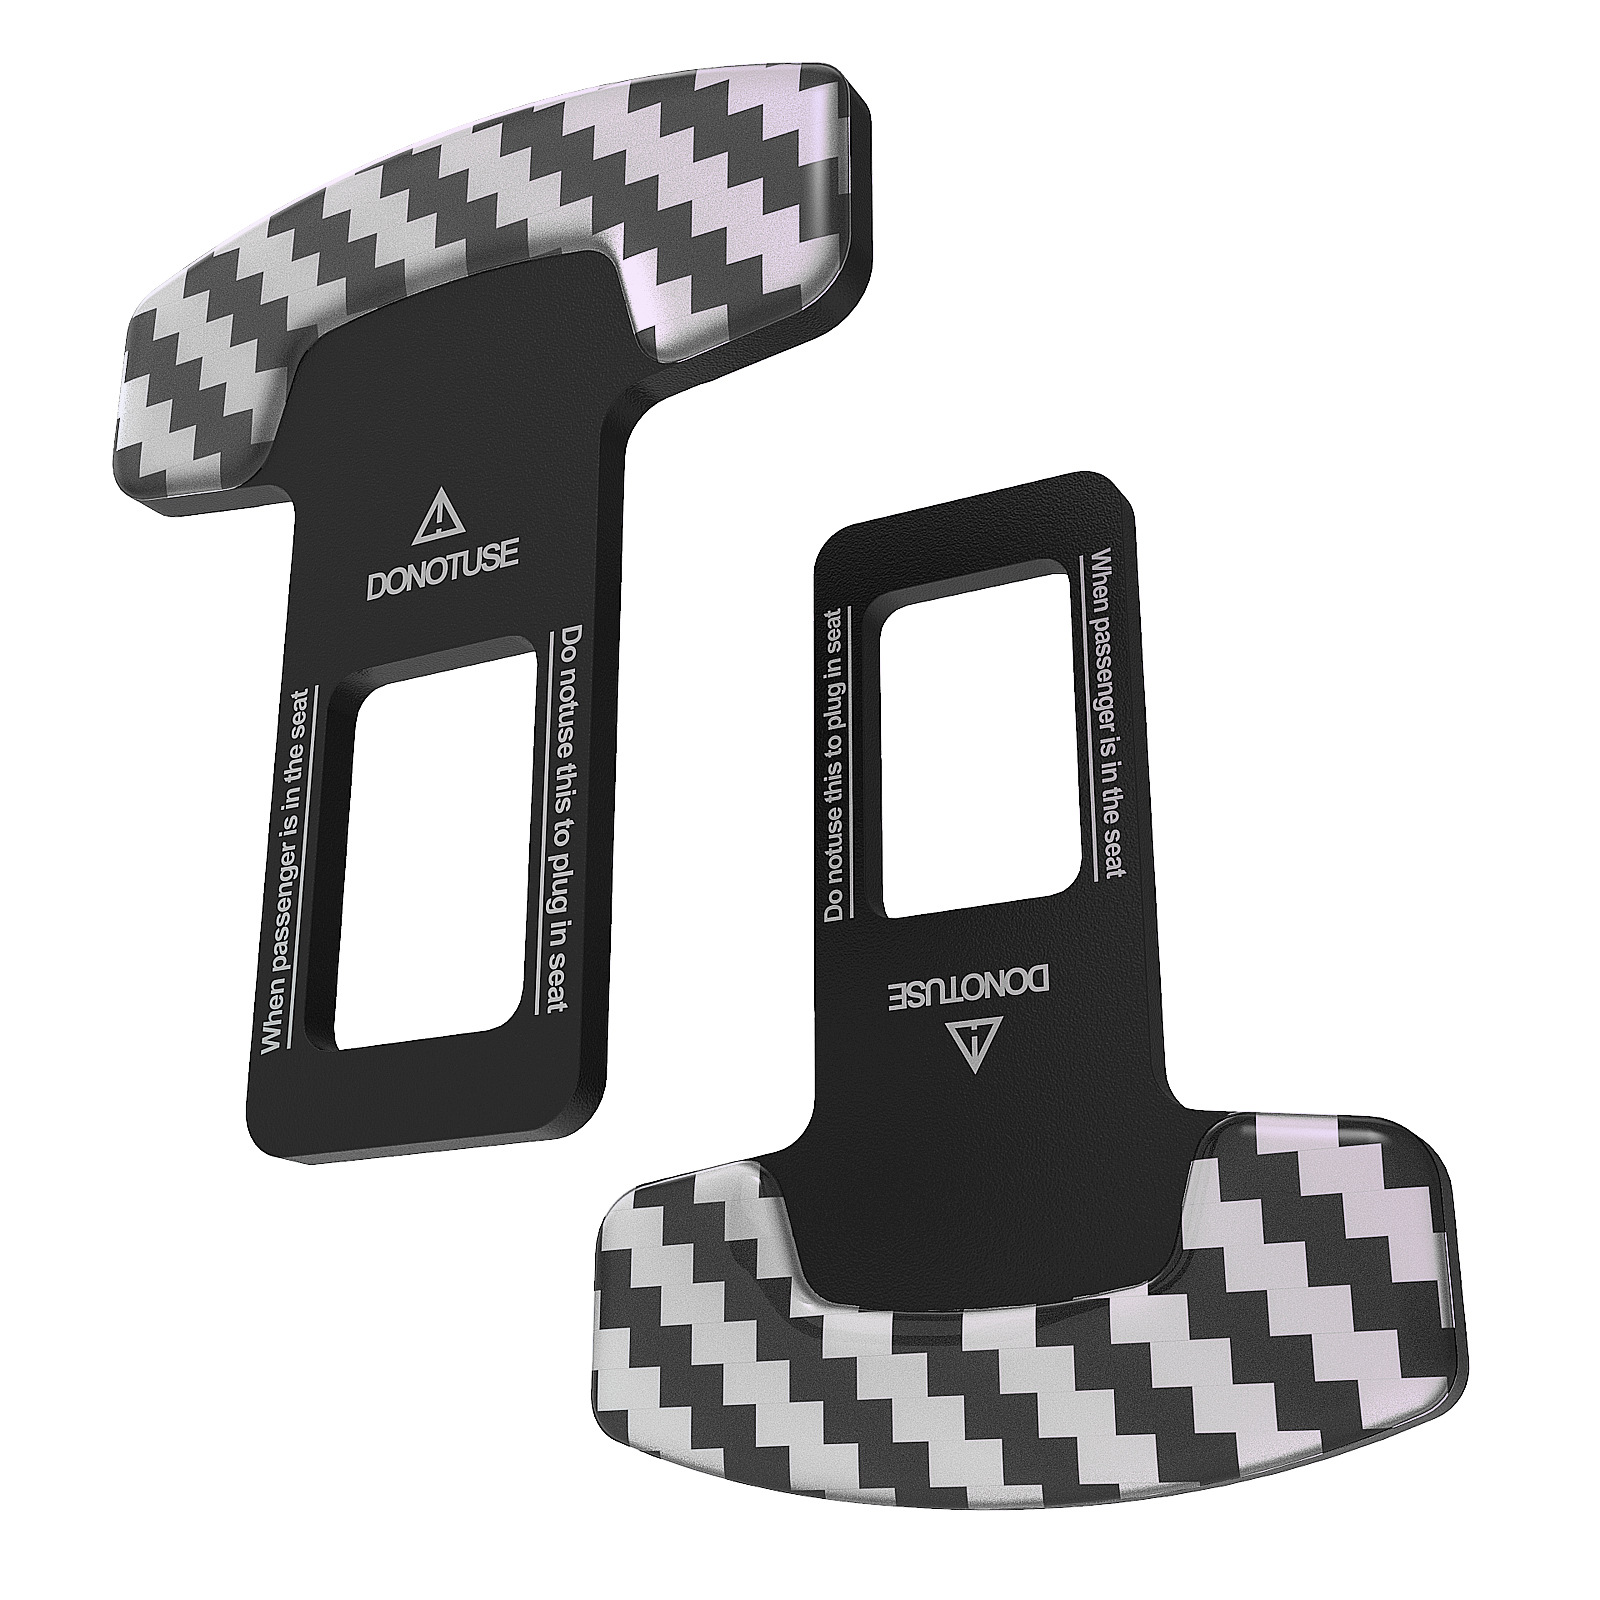 DONOTUSE
When passenger is in the seat
Do notuse this to plug in seat
Do notuse this to plug in seat
When passenger is in the seat
DONOTUSE